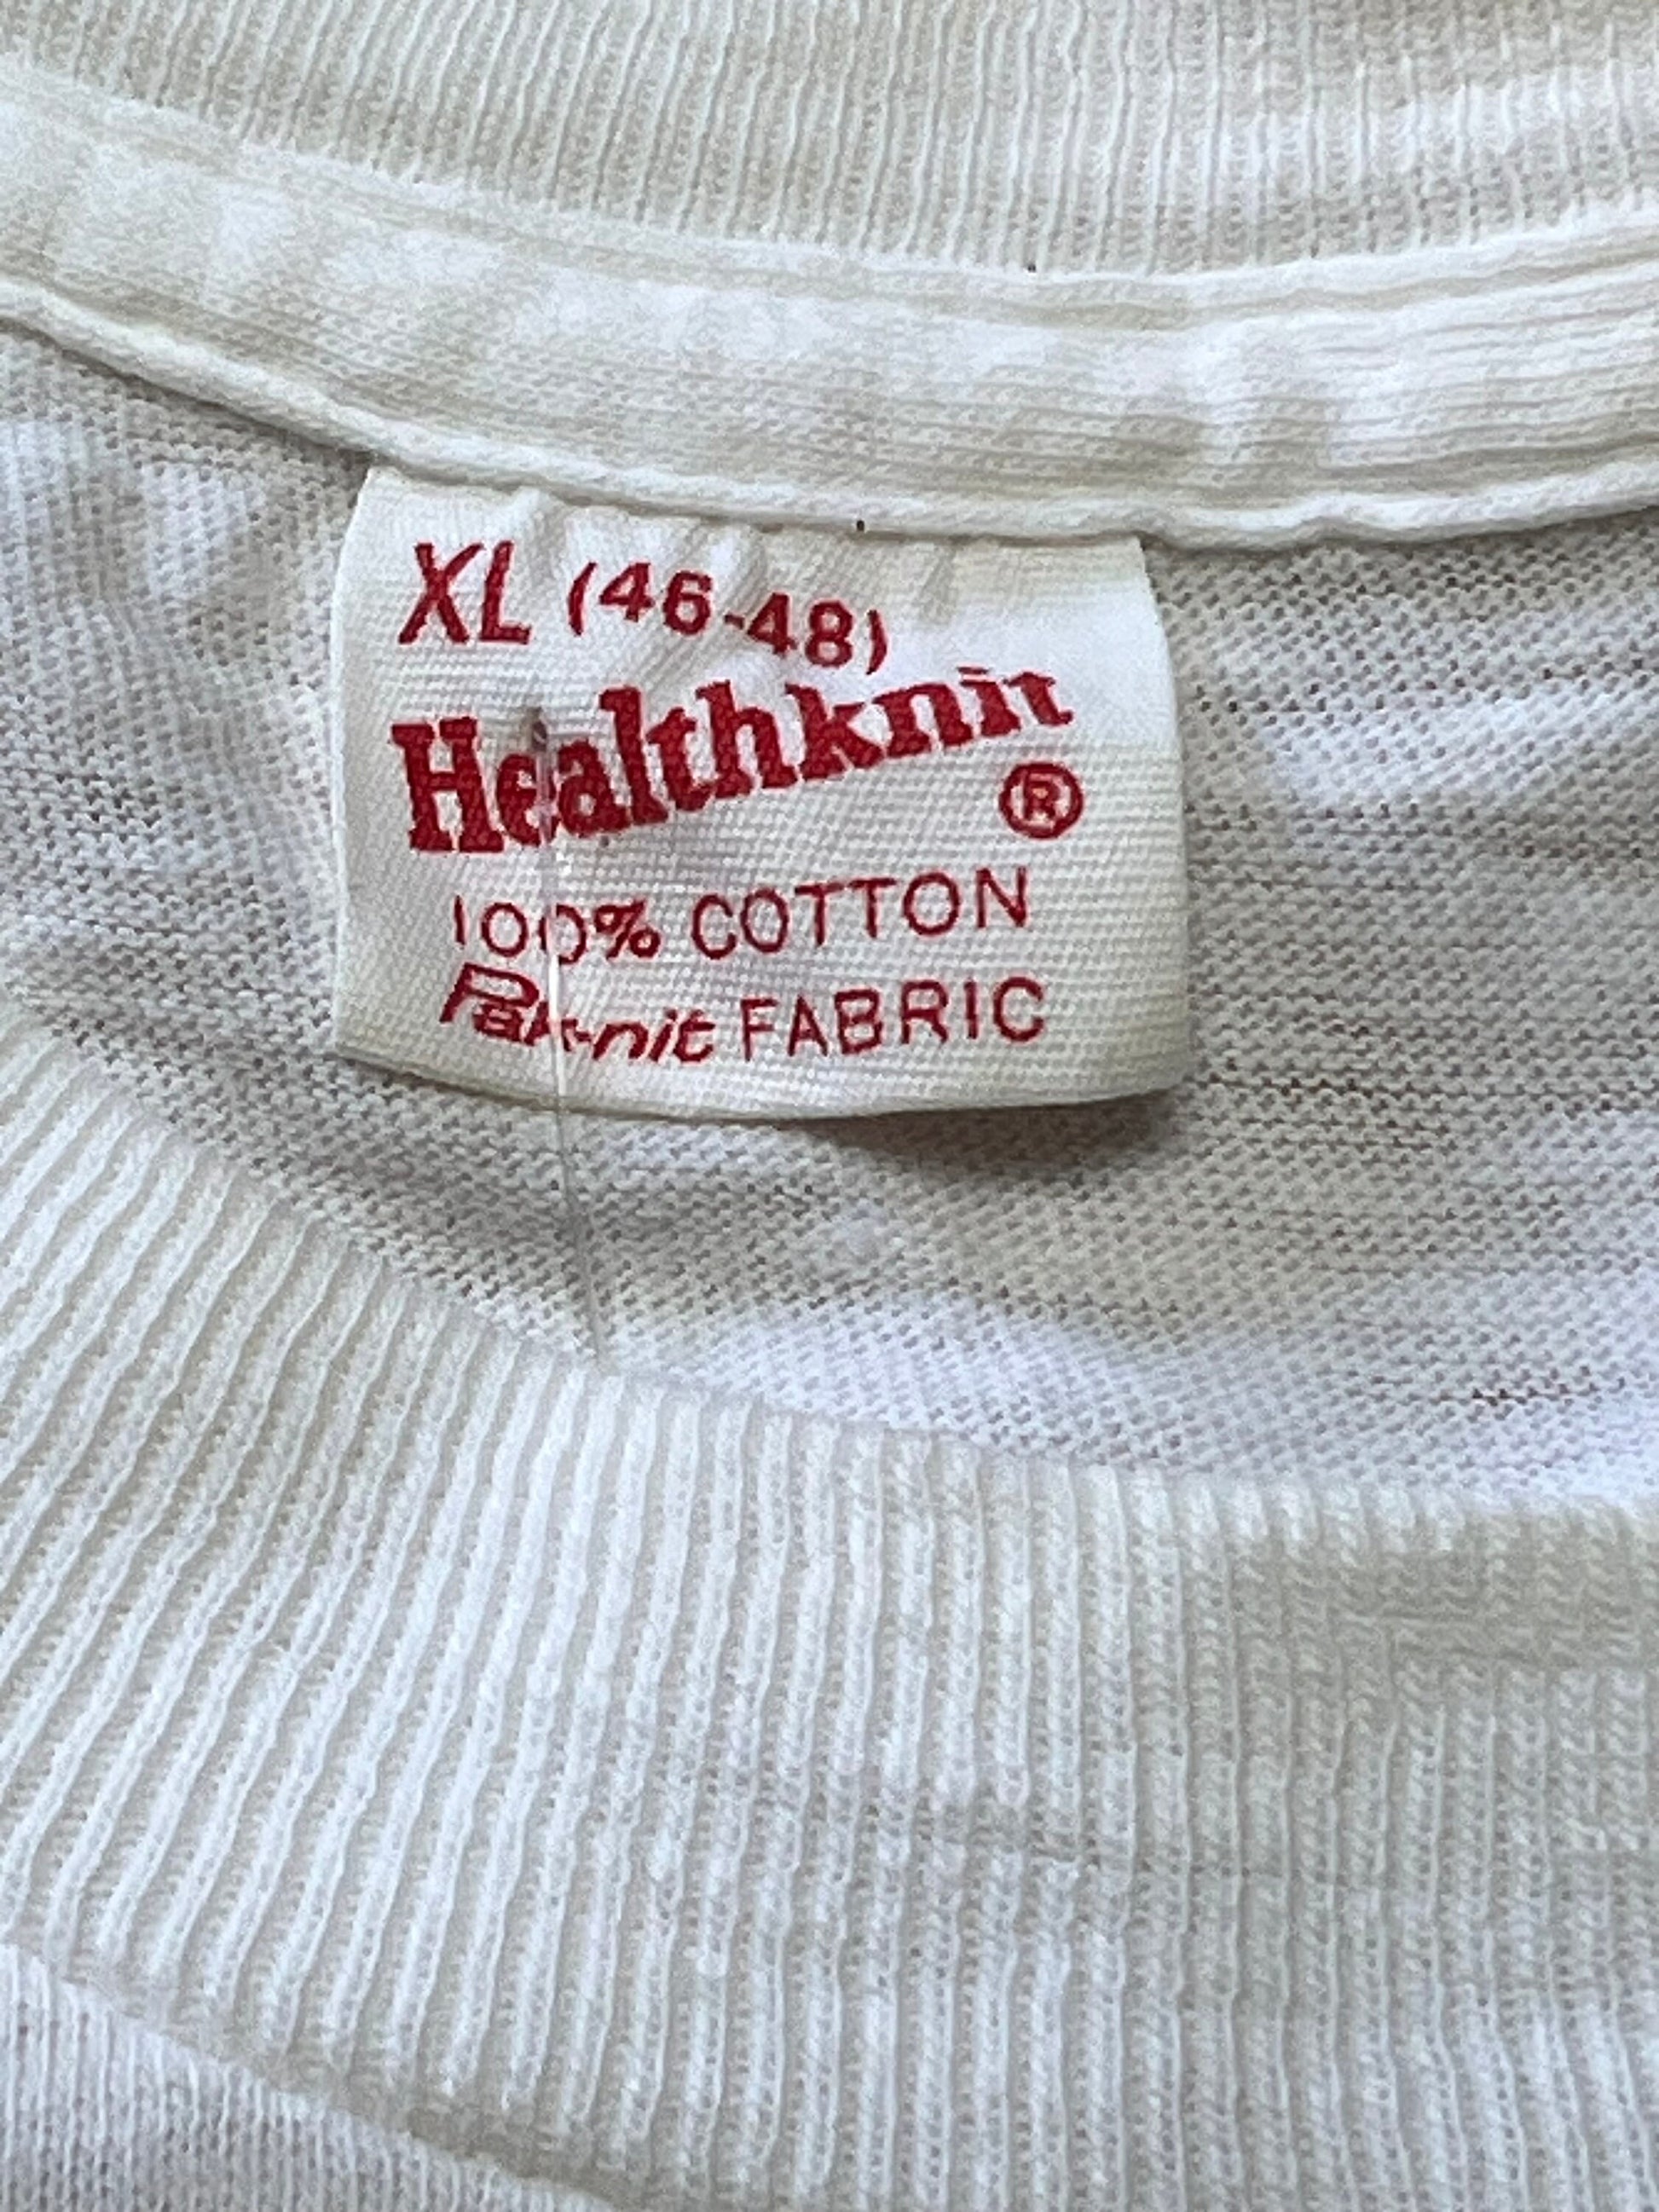 XL (46-48)
Healthknit
®
100% COTTON
Pak-nit FABRIC